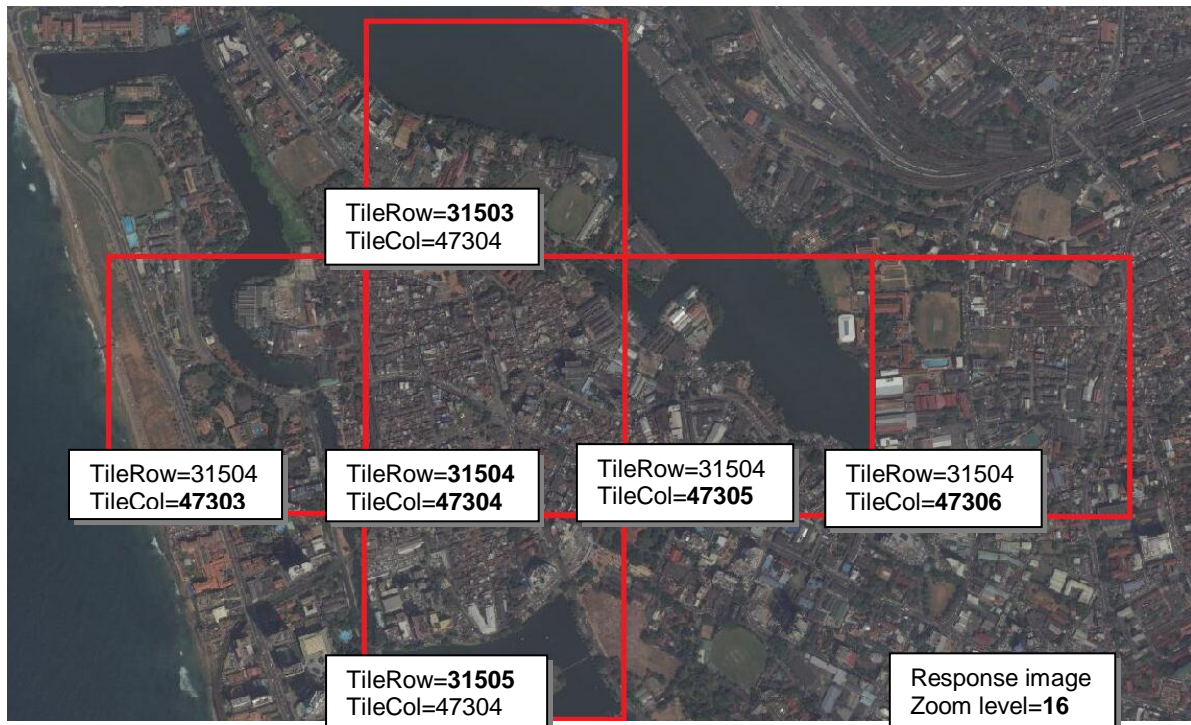 TileRow=31503
TileCol=47304
TileRow=31504
TileCol=47303
TileRow=31504
TileCol=47304
TileRow=31504
TileCol=47305
TileRow=31504
TileCol=47306
TileRow=31505
TileCol=47304
Response image
Zoom level=16